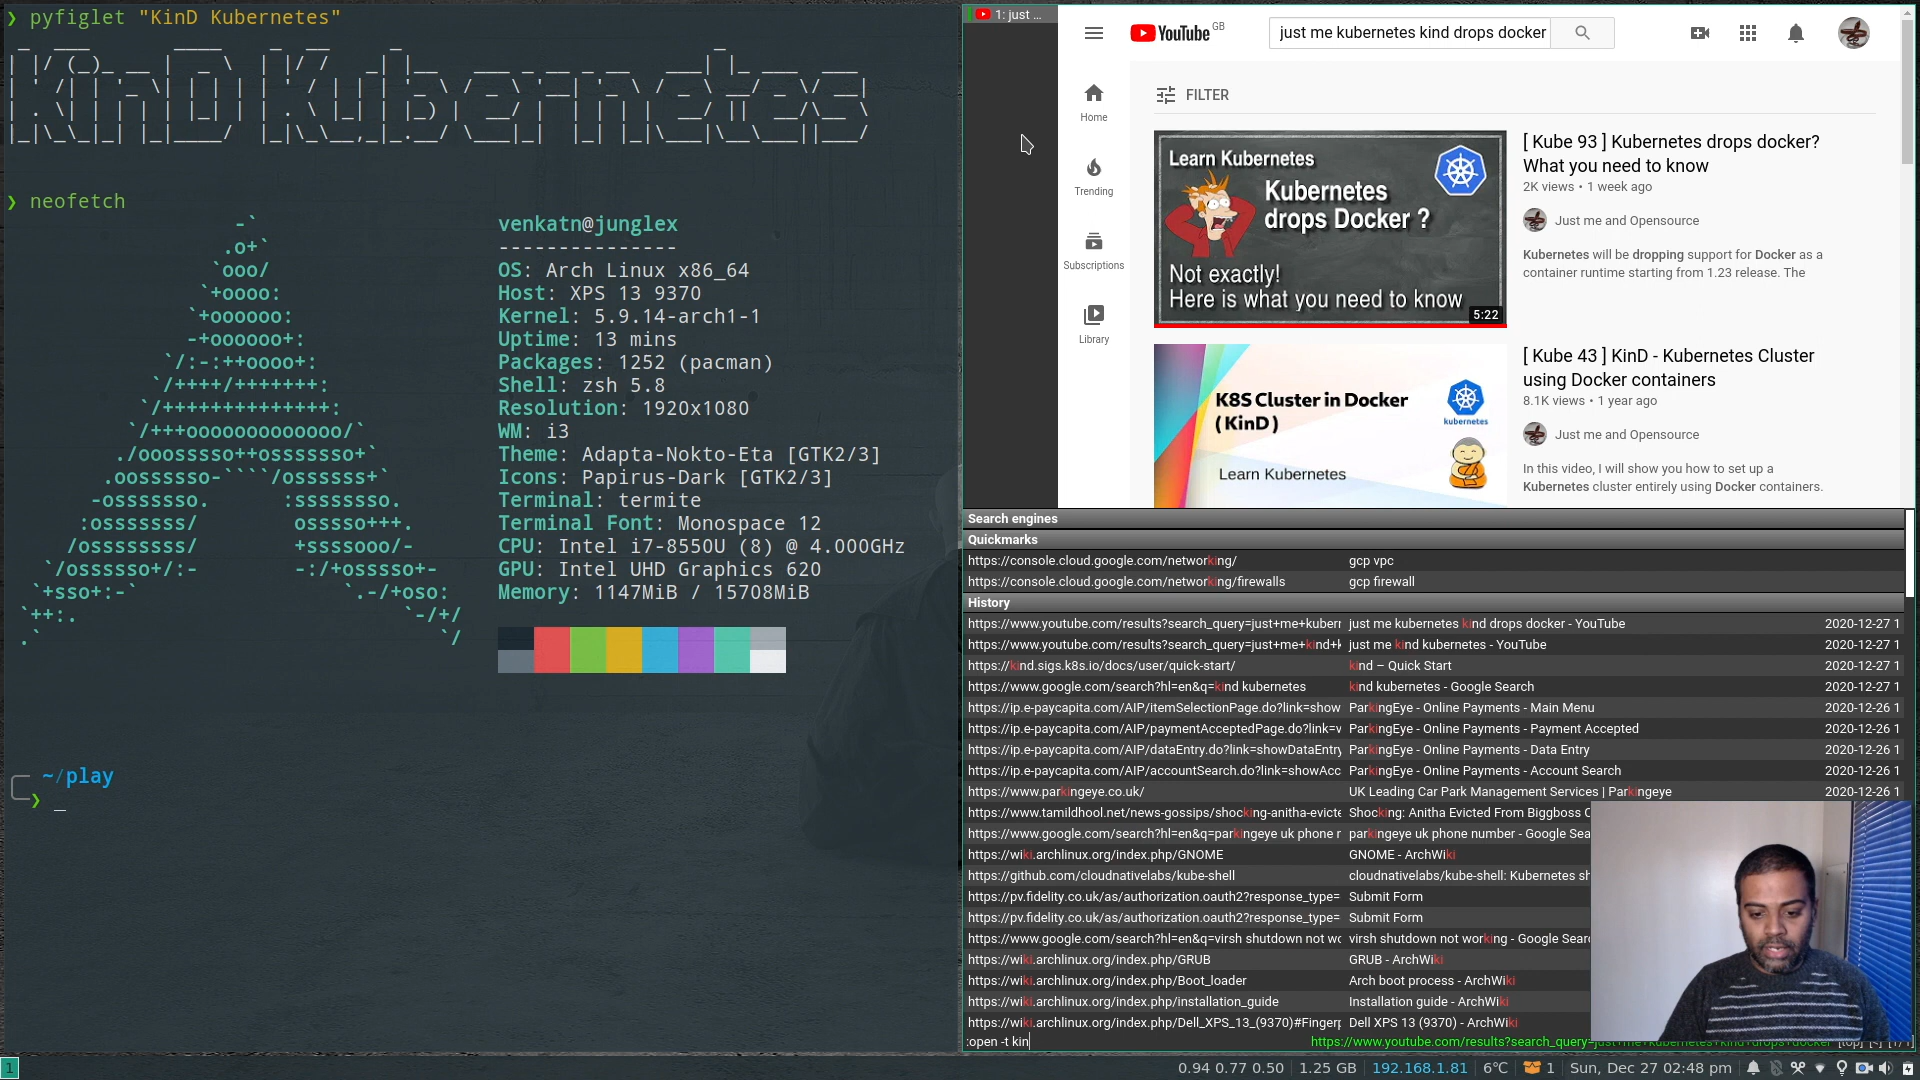 ❯ pyfiglet "KinD Kubernetes"
KinD Kubernetes
❯ neofetch
venkatn@junglex
---------------
OS: Arch Linux x86_64
Host: XPS 13 9370
Kernel: 5.9.14-arch1-1
Uptime: 13 mins
Packages: 1252 (pacman)
Shell: zsh 5.8
Resolution: 1920x1080
WM: i3
Theme: Adapta-Nokto-Eta [GTK2/3]
Icons: Papirus-Dark [GTK2/3]
Terminal: termite
Terminal Font: Monospace 12
CPU: Intel i7-8550U (8) @ 4.000GHz
GPU: Intel UHD Graphics 620
Memory: 1147MiB / 15708MiB
~/play
❯ _
1: just ...
YouTube GB
just me kubernetes kind drops docker
Home
Trending
Subscriptions
Library
FILTER
Learn Kubernetes
Kubernetes
drops Docker ?
Not exactly!
Here is what you need to know
5:22
[ Kube 93 ] Kubernetes drops docker?
What you need to know
2K views • 1 week ago
Just me and Opensource
Kubernetes will be dropping support for Docker as a
container runtime starting from 1.23 release. The
K8S Cluster in Docker
( KinD )
kubernetes
Learn Kubernetes
[ Kube 43 ] KinD - Kubernetes Cluster
using Docker containers
8.1K views • 1 year ago
Just me and Opensource
In this video, I will show you how to set up a
Kubernetes cluster entirely using Docker containers.
Search engines
Quickmarks
https://console.cloud.google.com/networking/ gcp vpc
https://console.cloud.google.com/networking/firewalls gcp firewall
History
https://www.youtube.com/results?search_query=just+me+kubern just me kubernetes kind drops docker - YouTube 2020-12-27 1
https://www.youtube.com/results?search_query=just+me+kind+k just me kind kubernetes - YouTube 2020-12-27 1
https://kind.sigs.k8s.io/docs/user/quick-start/ kind – Quick Start 2020-12-27 1
https://www.google.com/search?hl=en&q=kind kubernetes kind kubernetes - Google Search 2020-12-27 1
https://ip.e-paycapita.com/AIP/itemSelectionPage.do?link=show ParkingEye - Online Payments - Main Menu 2020-12-26 1
https://ip.e-paycapita.com/AIP/paymentAcceptedPage.do?link=v ParkingEye - Online Payments - Payment Accepted 2020-12-26 1
https://ip.e-paycapita.com/AIP/dataEntry.do?link=showDataEntry ParkingEye - Online Payments - Data Entry 2020-12-26 1
https://ip.e-paycapita.com/AIP/accountSearch.do?link=showAcc ParkingEye - Online Payments - Account Search 2020-12-26 1
https://www.parkingeye.co.uk/ UK Leading Car Park Management Services | Parkingeye 2020-12-26 1
https://www.tamildhool.net/news-gossips/shocking-anitha-evicte Shocking: Anitha Evicted From Biggboss
https://www.google.com/search?hl=en&q=parkingeye uk phone parkingeye uk phone number - Google Sea
https://wiki.archlinux.org/index.php/GNOME GNOME - ArchWiki
https://github.com/cloudnativelabs/kube-shell cloudnativelabs/kube-shell: Kubernetes sh
https://pv.fidelity.co.uk/as/authorization.oauth2?response_type= Submit Form
https://pv.fidelity.co.uk/as/authorization.oauth2?response_type= Submit Form
https://www.google.com/search?hl=en&q=virsh shutdown not wo virsh shutdown not working - Google Sear
https://wiki.archlinux.org/index.php/GRUB GRUB - ArchWiki
https://wiki.archlinux.org/index.php/Boot_loader Arch boot process - ArchWiki
https://wiki.archlinux.org/index.php/installation_guide Installation guide - ArchWiki
https://wiki.archlinux.org/index.php/Dell_XPS_13_(9370)#Fingerp Dell XPS 13 (9370) - ArchWiki
:open -t kin https://www.youtube.com/results?search_query=just+me+kubernetes+kind+drops+docker [top] [1/1]
1 0.94 0.77 0.50 1.25 GB 192.168.1.81 6°C 1 Sun, Dec 27 02:48 pm